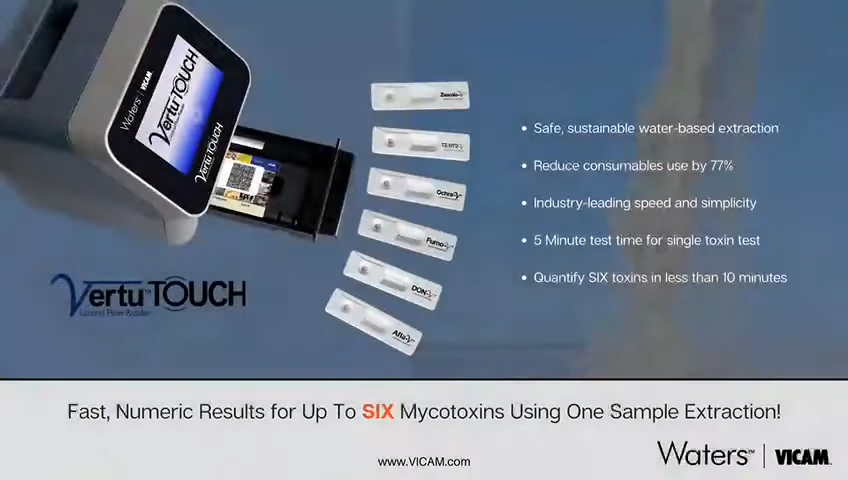 Waters | VICAM
VertuTOUCH
VertuTOUCH
T2/HT2-V
Ochra-V
Fumo-V
DON-V
Afla-V
Vertu™TOUCH
Lateral Flow Reader
• Safe, sustainable water-based extraction
• Reduce consumables use by 77%
• Industry-leading speed and simplicity
• 5 Minute test time for single toxin test
• Quantify SIX toxins in less than 10 minutes
Fast, Numeric Results for Up To SIX Mycotoxins Using One Sample Extraction!
www.VICAM.com
Waters™ | VICAM